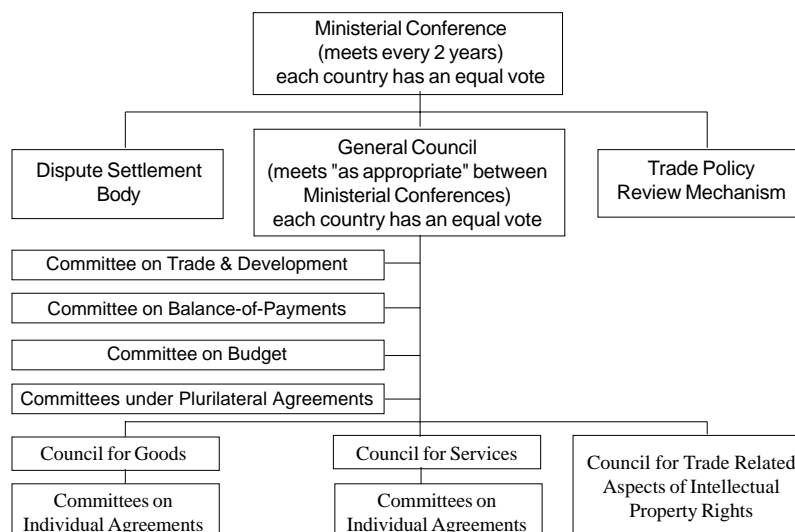 Ministerial Conference
(meets every 2 years)
each country has an equal vote
Dispute Settlement
Body
General Council
(meets "as appropriate" between
Ministerial Conferences)
each country has an equal vote
Trade Policy
Review Mechanism
Committee on Trade & Development
Committee on Balance-of-Payments
Committee on Budget
Committees under Plurilateral Agreements
Council for Goods
Council for Services
Council for Trade Related
Aspects of Intellectual
Property Rights
Committees on
Individual Agreements
Committees on
Individual Agreements